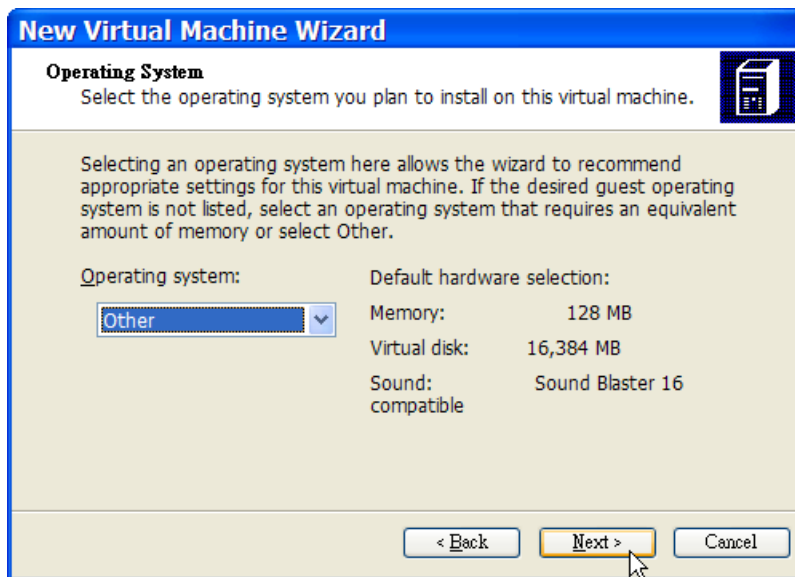 New Virtual Machine Wizard
Operating System
Select the operating system you plan to install on this virtual machine.
Selecting an operating system here allows the wizard to recommend
appropriate settings for this virtual machine. If the desired guest operating
system is not listed, select an operating system that requires an equivalent
amount of memory or select Other.
Operating system: Default hardware selection:
Other Memory: 128 MB
Virtual disk: 16,384 MB
Sound: Sound Blaster 16
compatible
< Back Next > Cancel